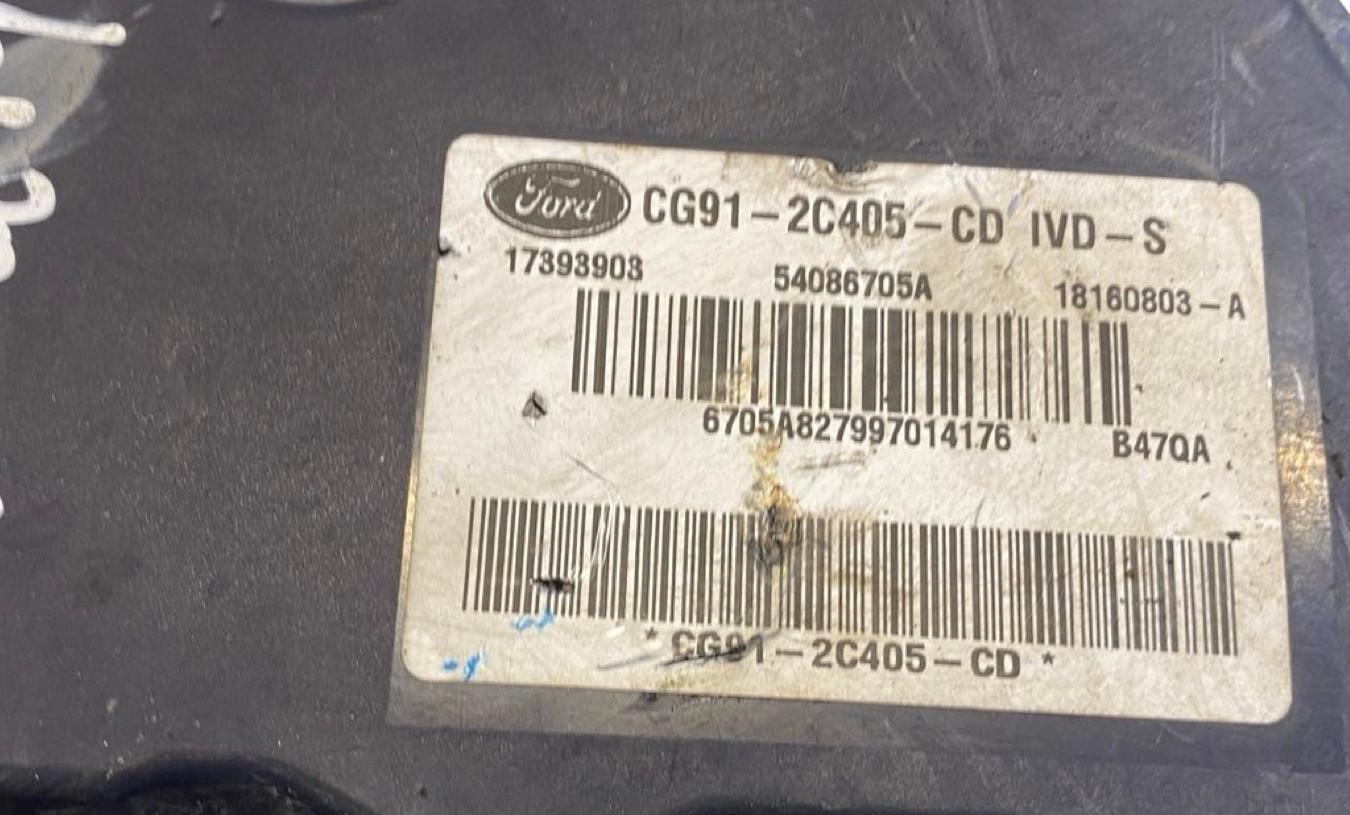 Ford CG91-2C405-CD IVD-S
17393903 54086705A 18160803-A
6705A827997014176 B47QA
*CG91-2C405-CD*